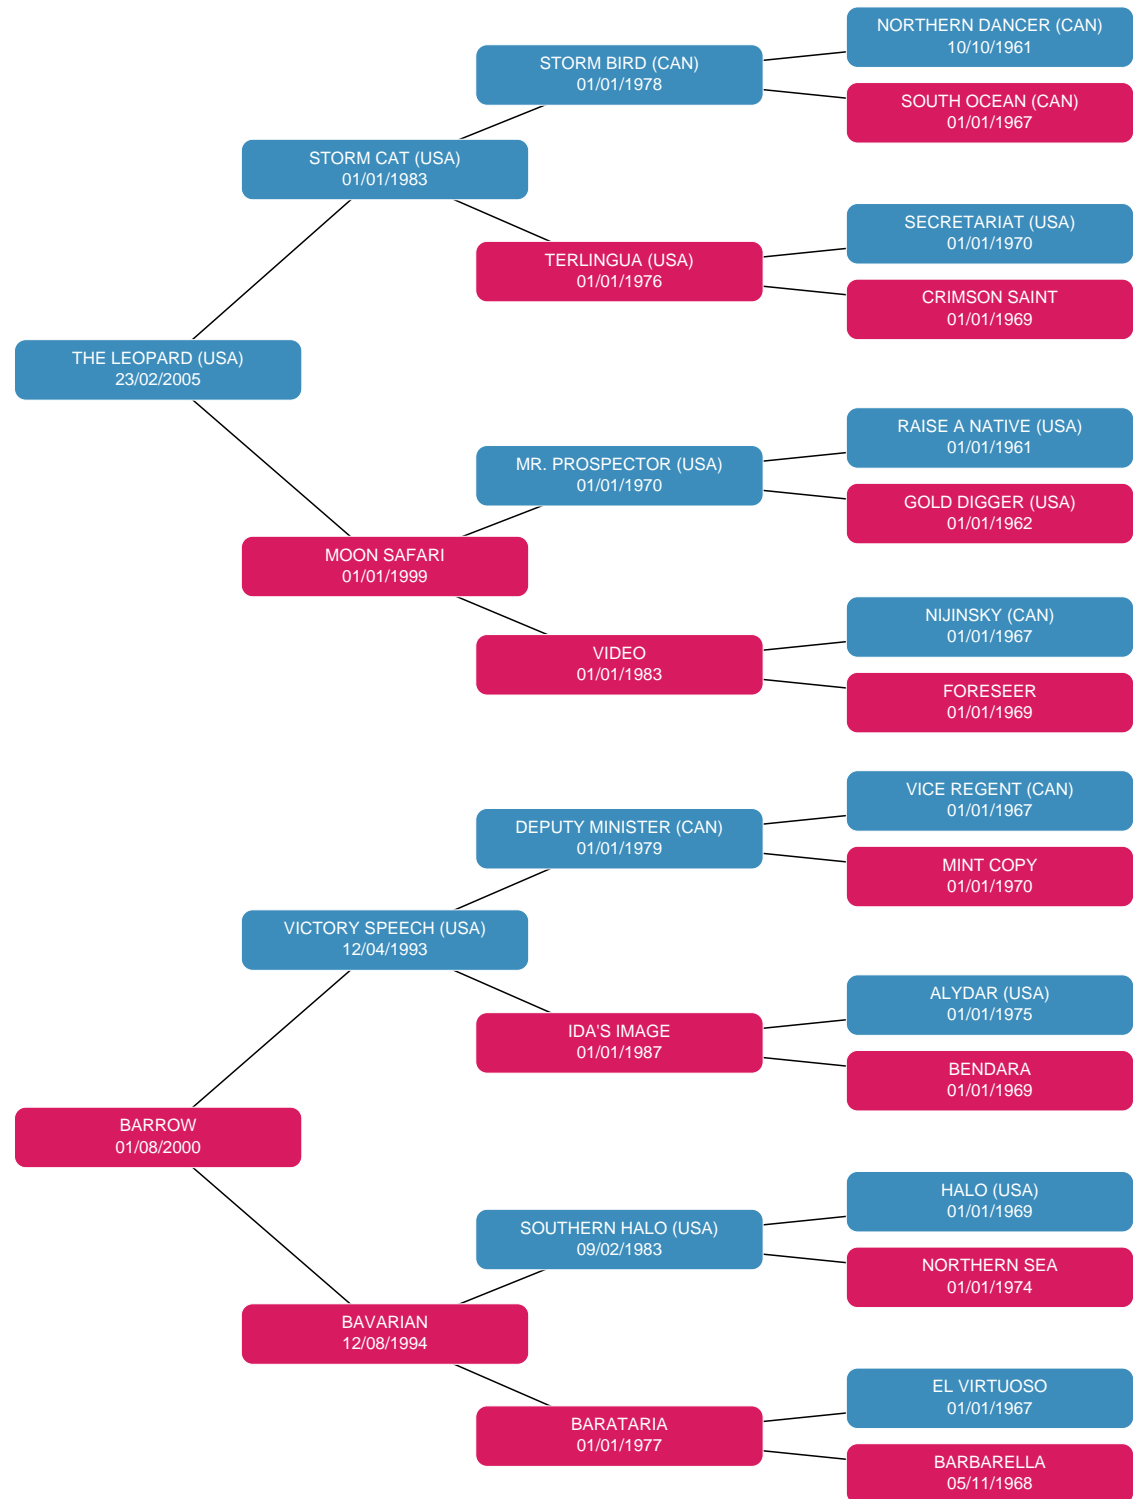 NORTHERN DANCER (CAN)
10/10/1961
STORM BIRD (CAN)
01/01/1978
SOUTH OCEAN (CAN)
01/01/1967
STORM CAT (USA)
01/01/1983
SECRETARIAT (USA)
01/01/1970
TERLINGUA (USA)
01/01/1976
CRIMSON SAINT
01/01/1969
THE LEOPARD (USA)
23/02/2005
RAISE A NATIVE (USA)
01/01/1961
MR. PROSPECTOR (USA)
01/01/1970
GOLD DIGGER (USA)
01/01/1962
MOON SAFARI
01/01/1999
NIJINSKY (CAN)
01/01/1967
VIDEO
01/01/1983
FORESEER
01/01/1969
VICE REGENT (CAN)
01/01/1967
DEPUTY MINISTER (CAN)
01/01/1979
MINT COPY
01/01/1970
VICTORY SPEECH (USA)
12/04/1993
ALYDAR (USA)
01/01/1975
IDA'S IMAGE
01/01/1987
BENDARA
01/01/1969
BARROW
01/08/2000
HALO (USA)
01/01/1969
SOUTHERN HALO (USA)
09/02/1983
NORTHERN SEA
01/01/1974
BAVARIAN
12/08/1994
EL VIRTUOSO
01/01/1967
BARATARIA
01/01/1977
BARBARELLA
05/11/1968